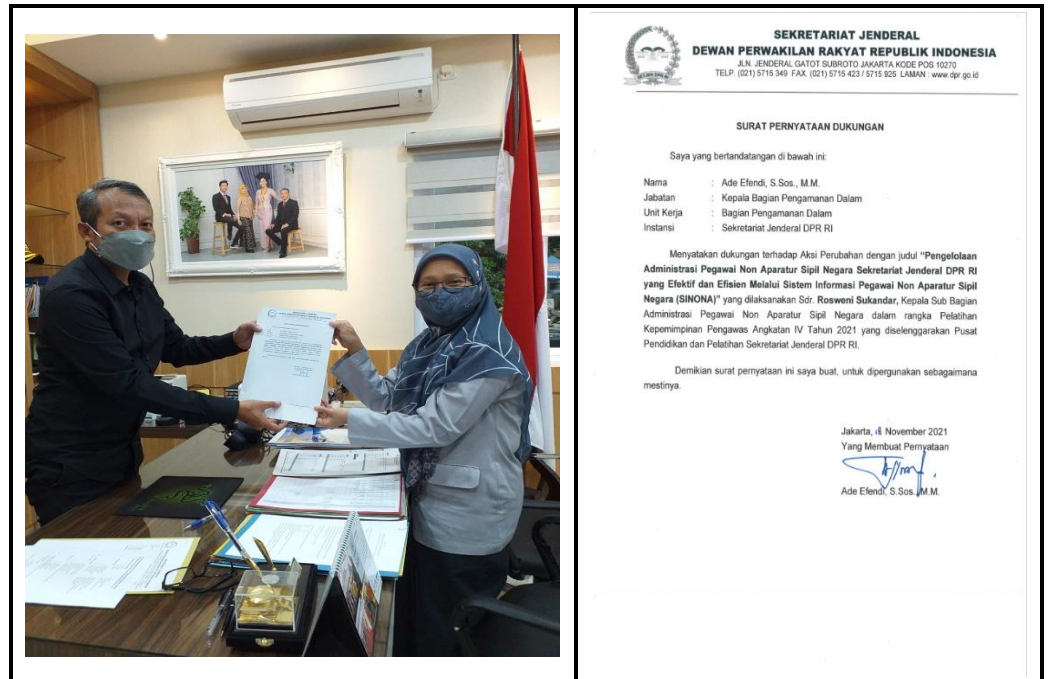 SEKRETARIAT JENDERAL
DEWAN PERWAKILAN RAKYAT REPUBLIK INDONESIA
JLN. JENDERAL GATOT SUBROTO JAKARTA KODE POS 10270
TELP. (021) 5715 349 FAX. (021) 5715 423 / 5715 925 LAMAN : www.dpr.go.id
SURAT PERNYATAAN DUKUNGAN
Saya yang bertandatangan di bawah ini:
Nama : Ade Efendi, S.Sos., M.M.
Jabatan : Kepala Bagian Pengamanan Dalam
Unit Kerja : Bagian Pengamanan Dalam
Instansi : Sekretariat Jenderal DPR RI
Menyatakan dukungan terhadap Aksi Perubahan dengan judul "Pengelolaan
Administrasi Pegawai Non Aparatur Sipil Negara Sekretariat Jenderal DPR RI
yang Efektif dan Efisien Melalui Sistem Informasi Pegawai Non Aparatur Sipil
Negara (SINONA)" yang dilaksanakan Sdr. Rosweni Sukandar, Kepala Sub Bagian
Administrasi Pegawai Non Aparatur Sipil Negara dalam rangka Pelatihan
Kepemimpinan Pengawas Angkatan IV Tahun 2021 yang diselenggarakan Pusat
Pendidikan dan Pelatihan Sekretariat Jenderal DPR RI.
Demikian surat pernyataan ini saya buat, untuk dipergunakan sebagaimana
mestinya.
Jakarta, 18 November 2021
Yang Membuat Pernyataan
Ade Efendi, S.Sos., M.M.